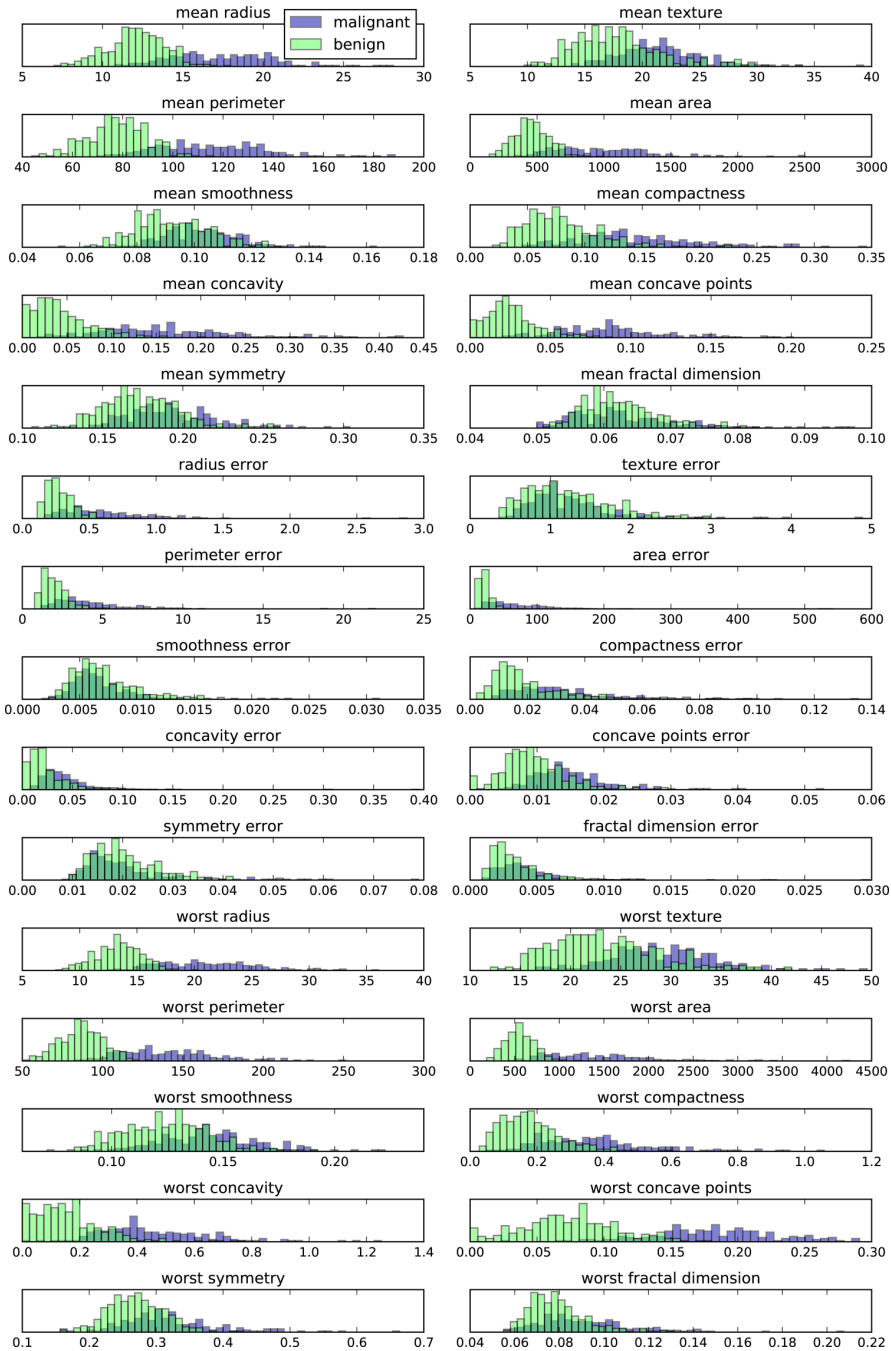 mean radius
malignant
benign
5 10 15 20 25 30
mean texture
5 10 15 20 25 30 35 40
mean perimeter
40 60 80 100 120 140 160 180 200
mean area
0 500 1000 1500 2000 2500 3000
mean smoothness
0.04 0.06 0.08 0.10 0.12 0.14 0.16 0.18
mean compactness
0.00 0.05 0.10 0.15 0.20 0.25 0.30 0.35
mean concavity
0.00 0.05 0.10 0.15 0.20 0.25 0.30 0.35 0.40 0.45
mean concave points
0.00 0.05 0.10 0.15 0.20 0.25
mean symmetry
0.10 0.15 0.20 0.25 0.30 0.35
mean fractal dimension
0.04 0.05 0.06 0.07 0.08 0.09 0.10
radius error
0.0 0.5 1.0 1.5 2.0 2.5 3.0
texture error
0 1 2 3 4 5
perimeter error
0 5 10 15 20 25
area error
0 100 200 300 400 500 600
smoothness error
0.000 0.005 0.010 0.015 0.020 0.025 0.030 0.035
compactness error
0.00 0.02 0.04 0.06 0.08 0.10 0.12 0.14
concavity error
0.00 0.05 0.10 0.15 0.20 0.25 0.30 0.35 0.40
concave points error
0.00 0.01 0.02 0.03 0.04 0.05 0.06
symmetry error
0.00 0.01 0.02 0.03 0.04 0.05 0.06 0.07 0.08
fractal dimension error
0.000 0.005 0.010 0.015 0.020 0.025 0.030
worst radius
5 10 15 20 25 30 35 40
worst texture
10 15 20 25 30 35 40 45 50
worst perimeter
50 100 150 200 250 300
worst area
0 500 1000 1500 2000 2500 3000 3500 4000 4500
worst smoothness
0.10 0.15 0.20
worst compactness
0.0 0.2 0.4 0.6 0.8 1.0 1.2
worst concavity
0.0 0.2 0.4 0.6 0.8 1.0 1.2 1.4
worst concave points
0.00 0.05 0.10 0.15 0.20 0.25 0.30
worst symmetry
0.1 0.2 0.3 0.4 0.5 0.6 0.7
worst fractal dimension
0.04 0.06 0.08 0.10 0.12 0.14 0.16 0.18 0.20 0.22